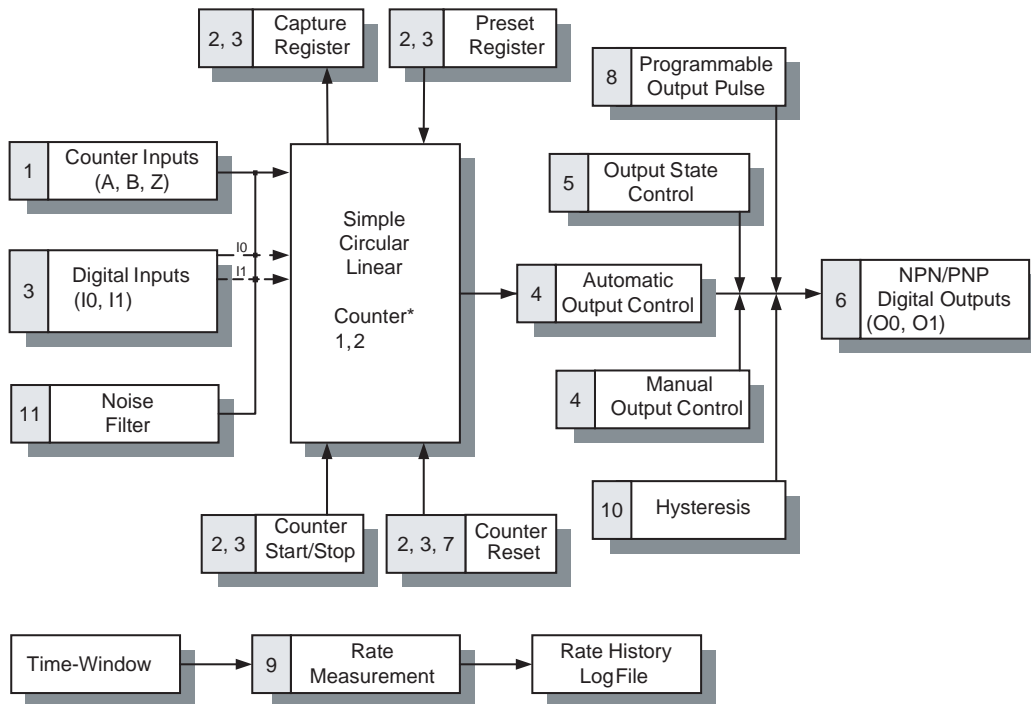 2, 3
Capture
Register
2, 3
Preset
Register
8
Programmable
Output Pulse
1
Counter Inputs
(A, B, Z)
5
Output State
Control
Simple
Circular
Linear
Counter*
1,2
I0
I1
3
Digital Inputs
(I0, I1)
4
Automatic
Output Control
6
NPN/PNP
Digital Outputs
(O0, O1)
11
Noise
Filter
4
Manual
Output Control
10
Hysteresis
2, 3
Counter
Start/Stop
2, 3, 7
Counter
Reset
Time-Window
9
Rate
Measurement
Rate History
LogFile